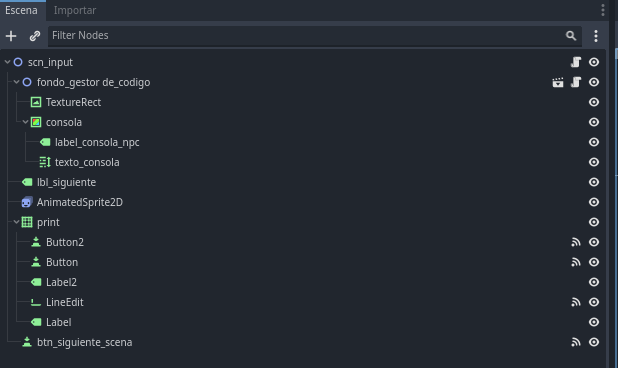 Escena Importar
Filter Nodes
scn_input
fondo_gestor de_codigo
TextureRect
consola
label_consola_npc
texto_consola
lbl_siguiente
AnimatedSprite2D
print
Button2
Button
Label2
LineEdit
Label
btn_siguiente_scena